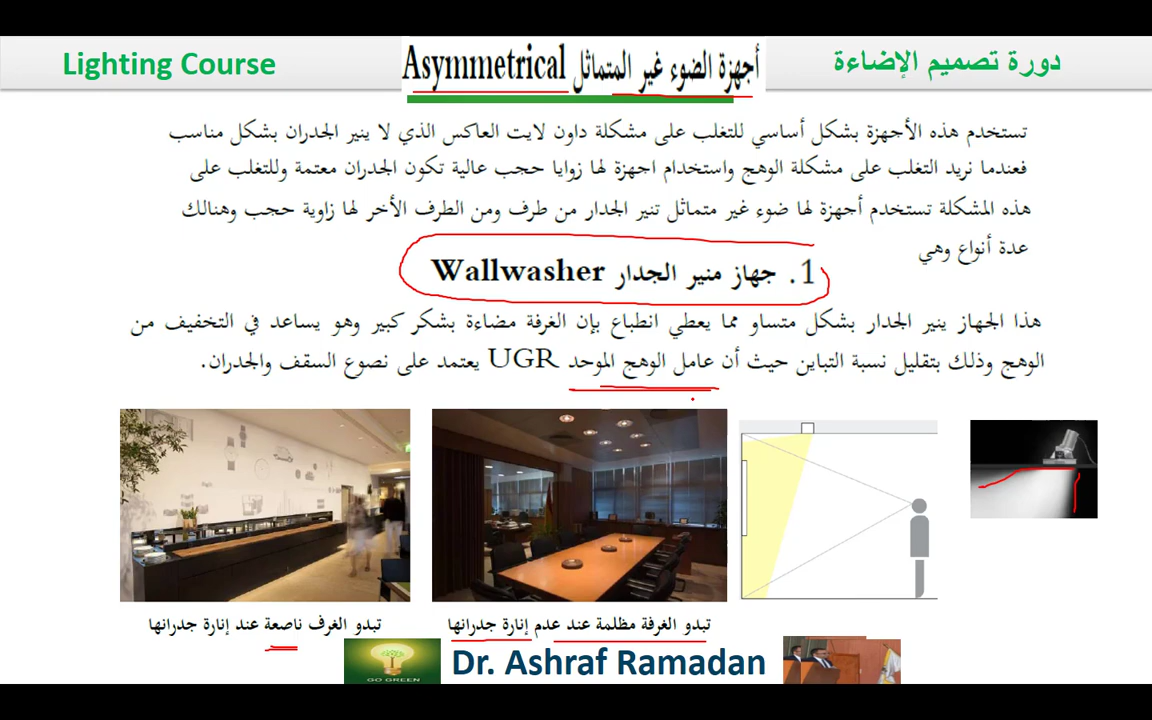 Lighting Course
أجهزة الضوء غير المتماثل Asymmetrical
دورة تصميم الإضاءة
تستخدم هذه الأجهزة بشكل أساسي للتغلب على مشكلة داون لايت العاكس الذي لا ينير الجدران بشكل مناسب
فعندما نريد التغلب على مشكلة الوهج واستخدام اجهزة لها زوايا حجب عالية تكون الجدران معتمة وللتغلب على
هذه المشكلة تستخدم أجهزة لها ضوء غير متماثل تنير الجدار من طرف ومن الطرف الأخر لها زاوية حجب وهنالك
عدة أنواع وهي
1. جهاز منير الجدار Wallwasher
هذا الجهاز ينير الجدار بشكل متساو مما يعطي انطباع بإن الغرفة مضاءة بشكر كبير وهو يساعد في التخفيف من
الوهج وذلك بتقليل نسبة التباين حيث أن عامل الوهج الموحد UGR يعتمد على نصوع السقف والجدران.
تبدو الغرفة مظلمة عند عدم إنارة جدرانها
تبدو الغرف ناصعة عند إنارة جدرانها
GO GREEN
Dr. Ashraf Ramadan